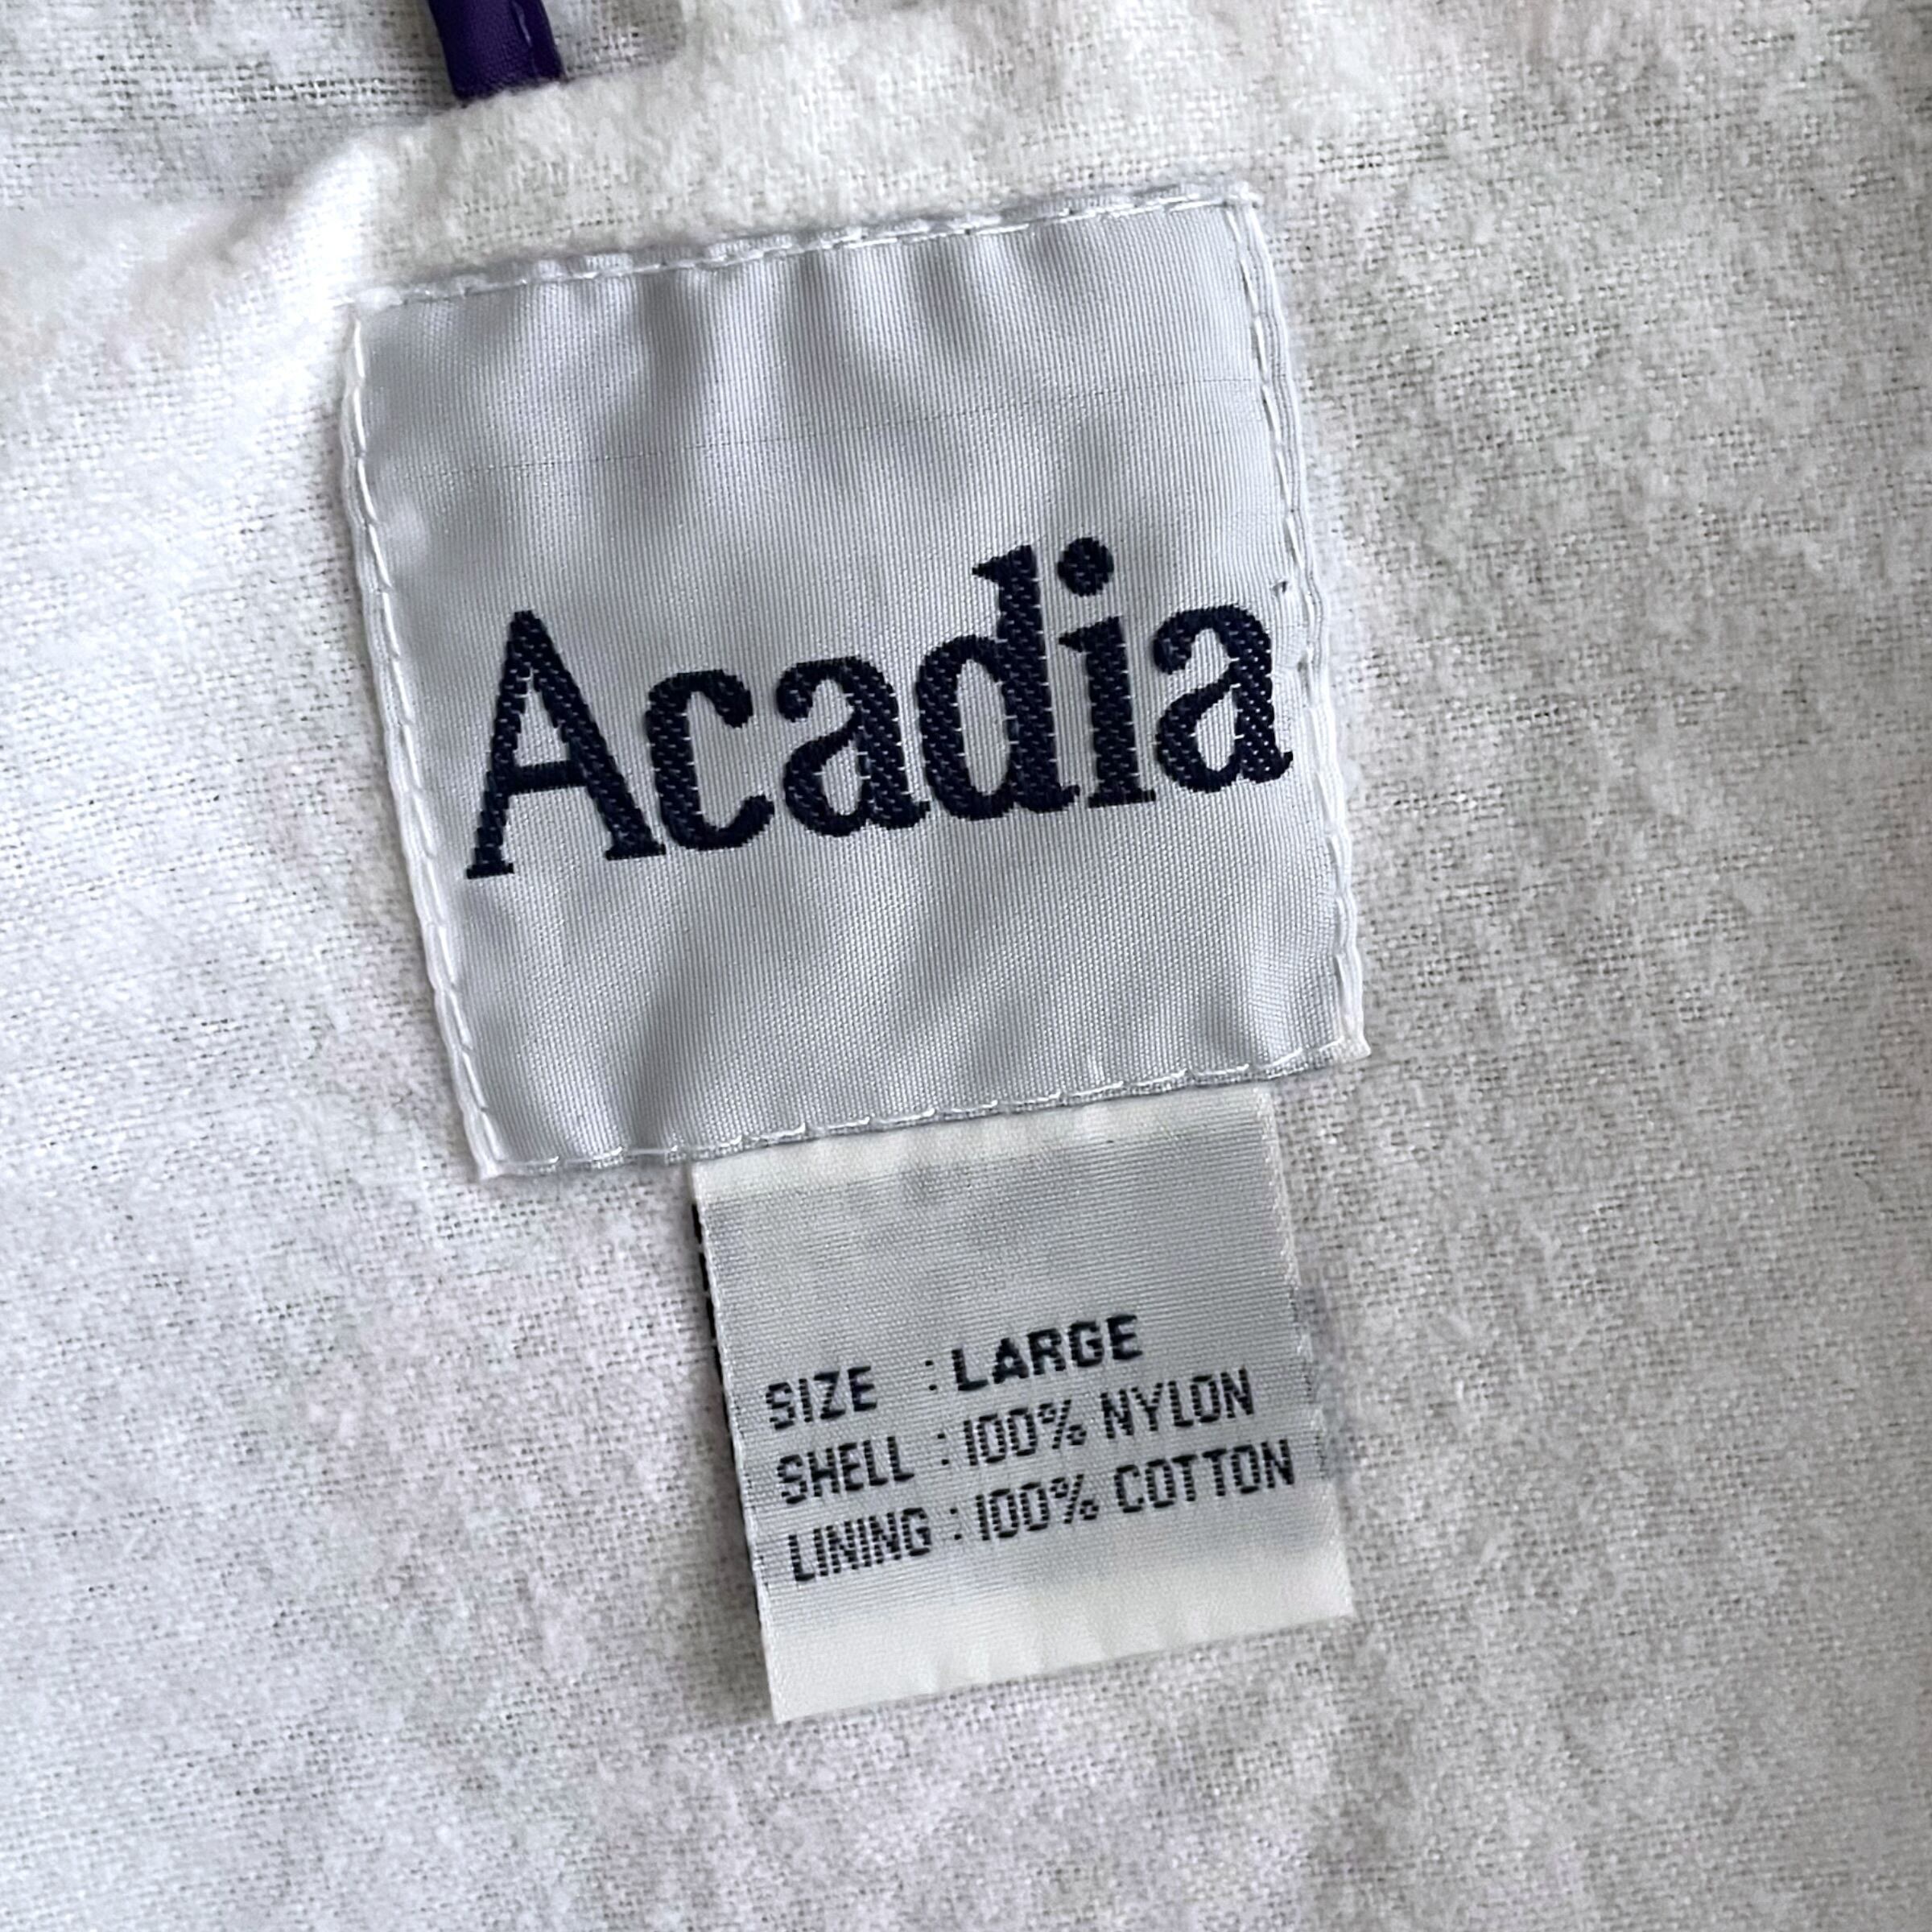 Acadia
SIZE : LARGE
SHELL : 100% NYLON
LINING : 100% COTTON